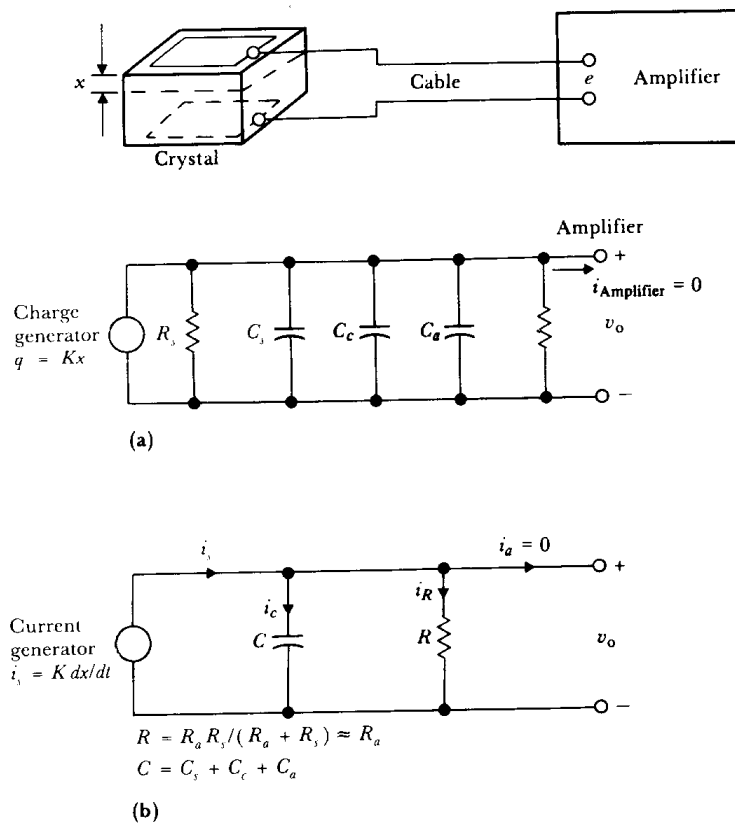 x
Crystal
Cable
e
Amplifier
Amplifier
Charge
generator
q = Kx
R_s
C_s
C_c
C_a
i_Amplifier = 0
+
v_o
−
(a)
i_s
i_a = 0
+
Current
generator
i_s = K dx/dt
i_c
C
i_R
R
v_o
−
R = R_a R_s/(R_a + R_s) ≈ R_a
C = C_s + C_c + C_a
(b)